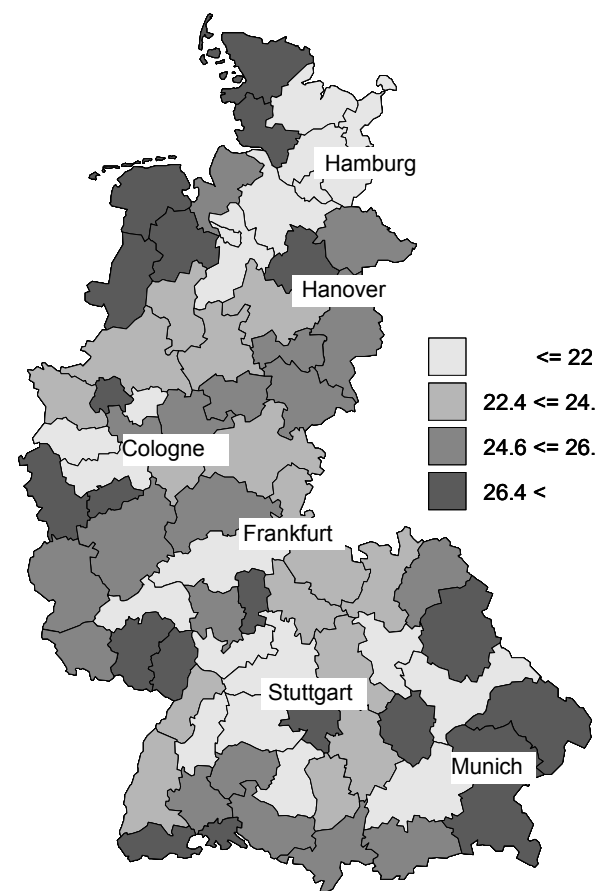 Hamburg
Hanover
<= 22
22.4 <= 24.
Cologne
24.6 <= 26.
26.4 <
Frankfurt
Stuttgart
Munich